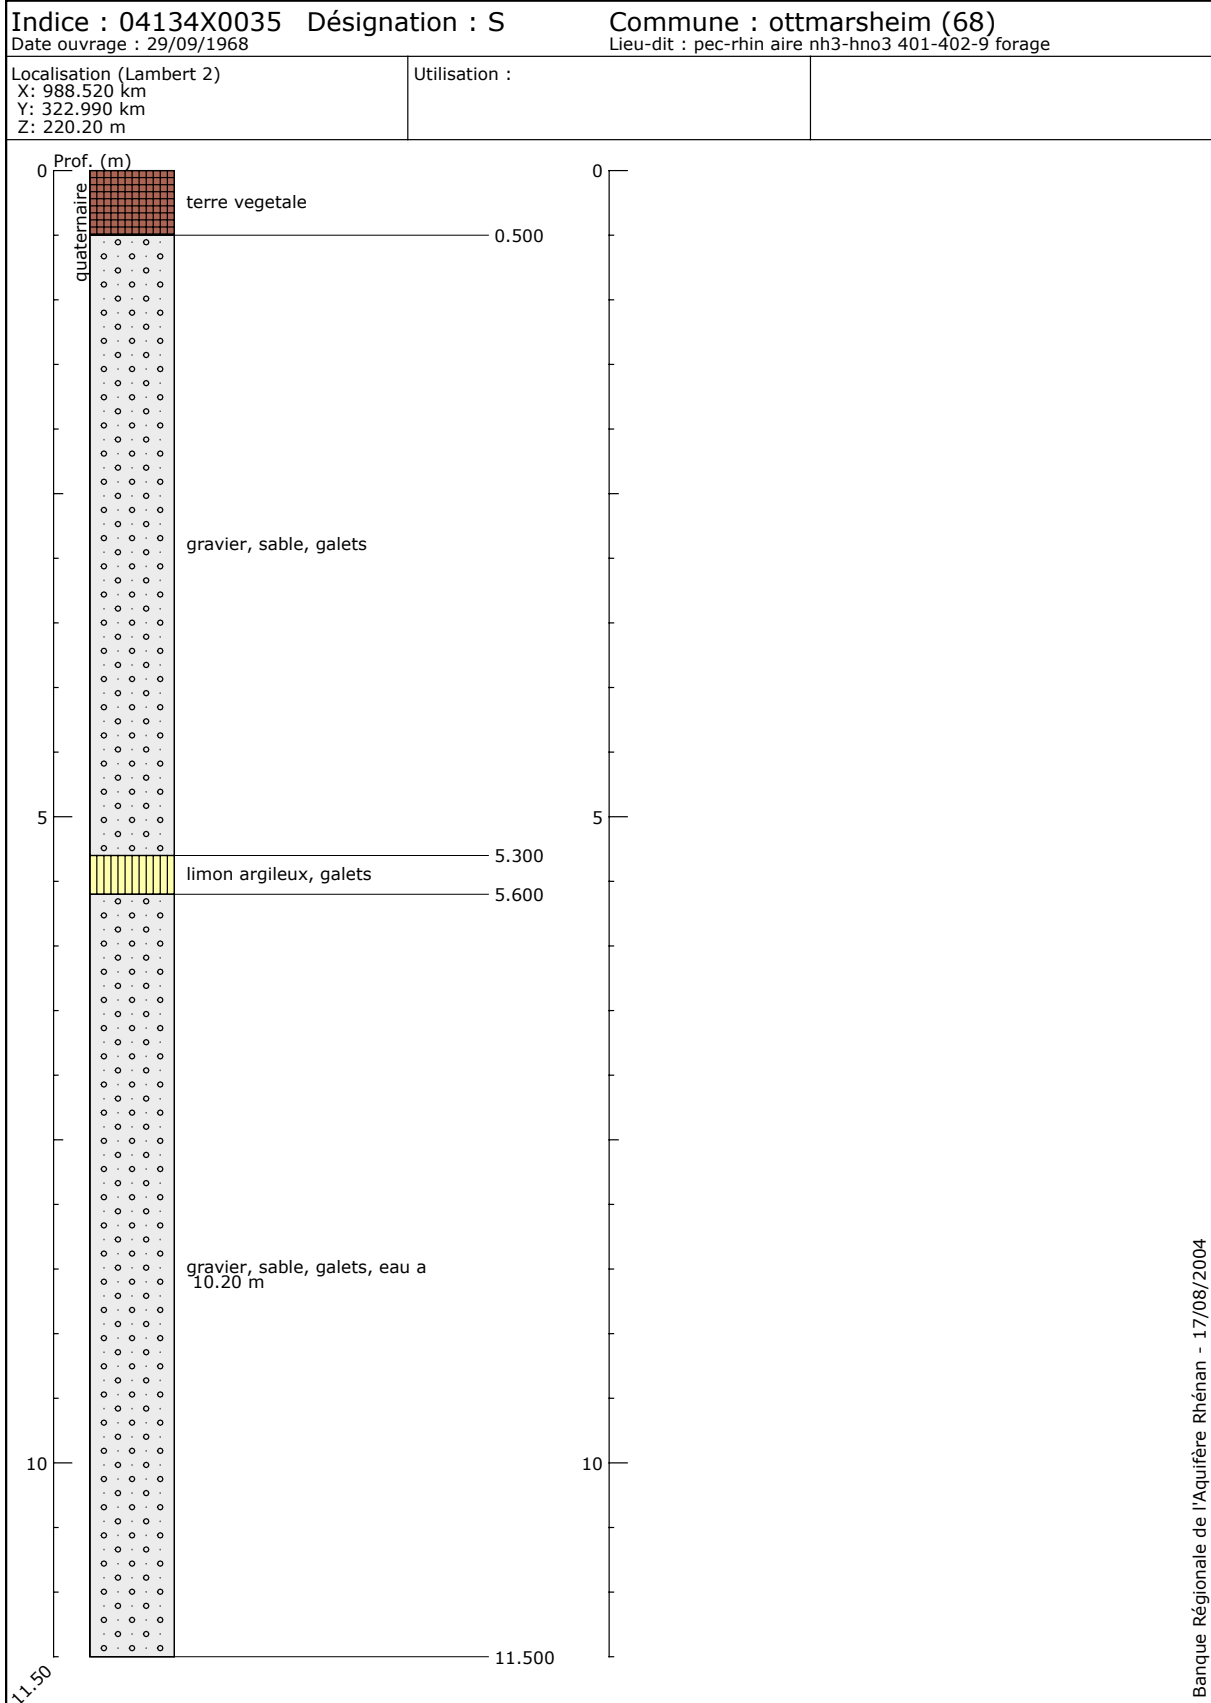 Indice : 04134X0035 Désignation : S
Commune : ottmarsheim (68)
Date ouvrage : 29/09/1968
Lieu-dit : pec-rhin aire nh3-hno3 401-402-9 forage
Localisation (Lambert 2)
X: 988.520 km
Y: 322.990 km
Z: 220.20 m
Utilisation :
Prof. (m)
0
0
quaternaire
terre vegetale
0.500
gravier, sable, galets
5
5
5.300
limon argileux, galets
5.600
gravier, sable, galets, eau a
10.20 m
10
10
11.500
11.50
Banque Régionale de l'Aquifère Rhénan - 17/08/2004